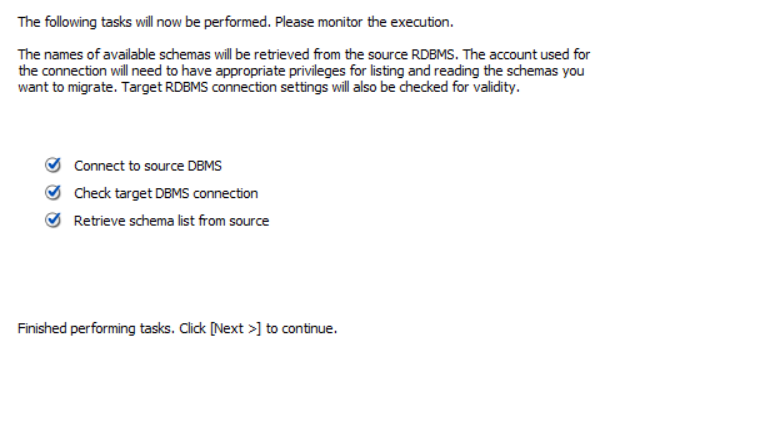 The following tasks will now be performed. Please monitor the execution.
The names of available schemas will be retrieved from the source RDBMS. The account used for
the connection will need to have appropriate privileges for listing and reading the schemas you
want to migrate. Target RDBMS connection settings will also be checked for validity.
Connect to source DBMS
Check target DBMS connection
Retrieve schema list from source
Finished performing tasks. Click [Next >] to continue.